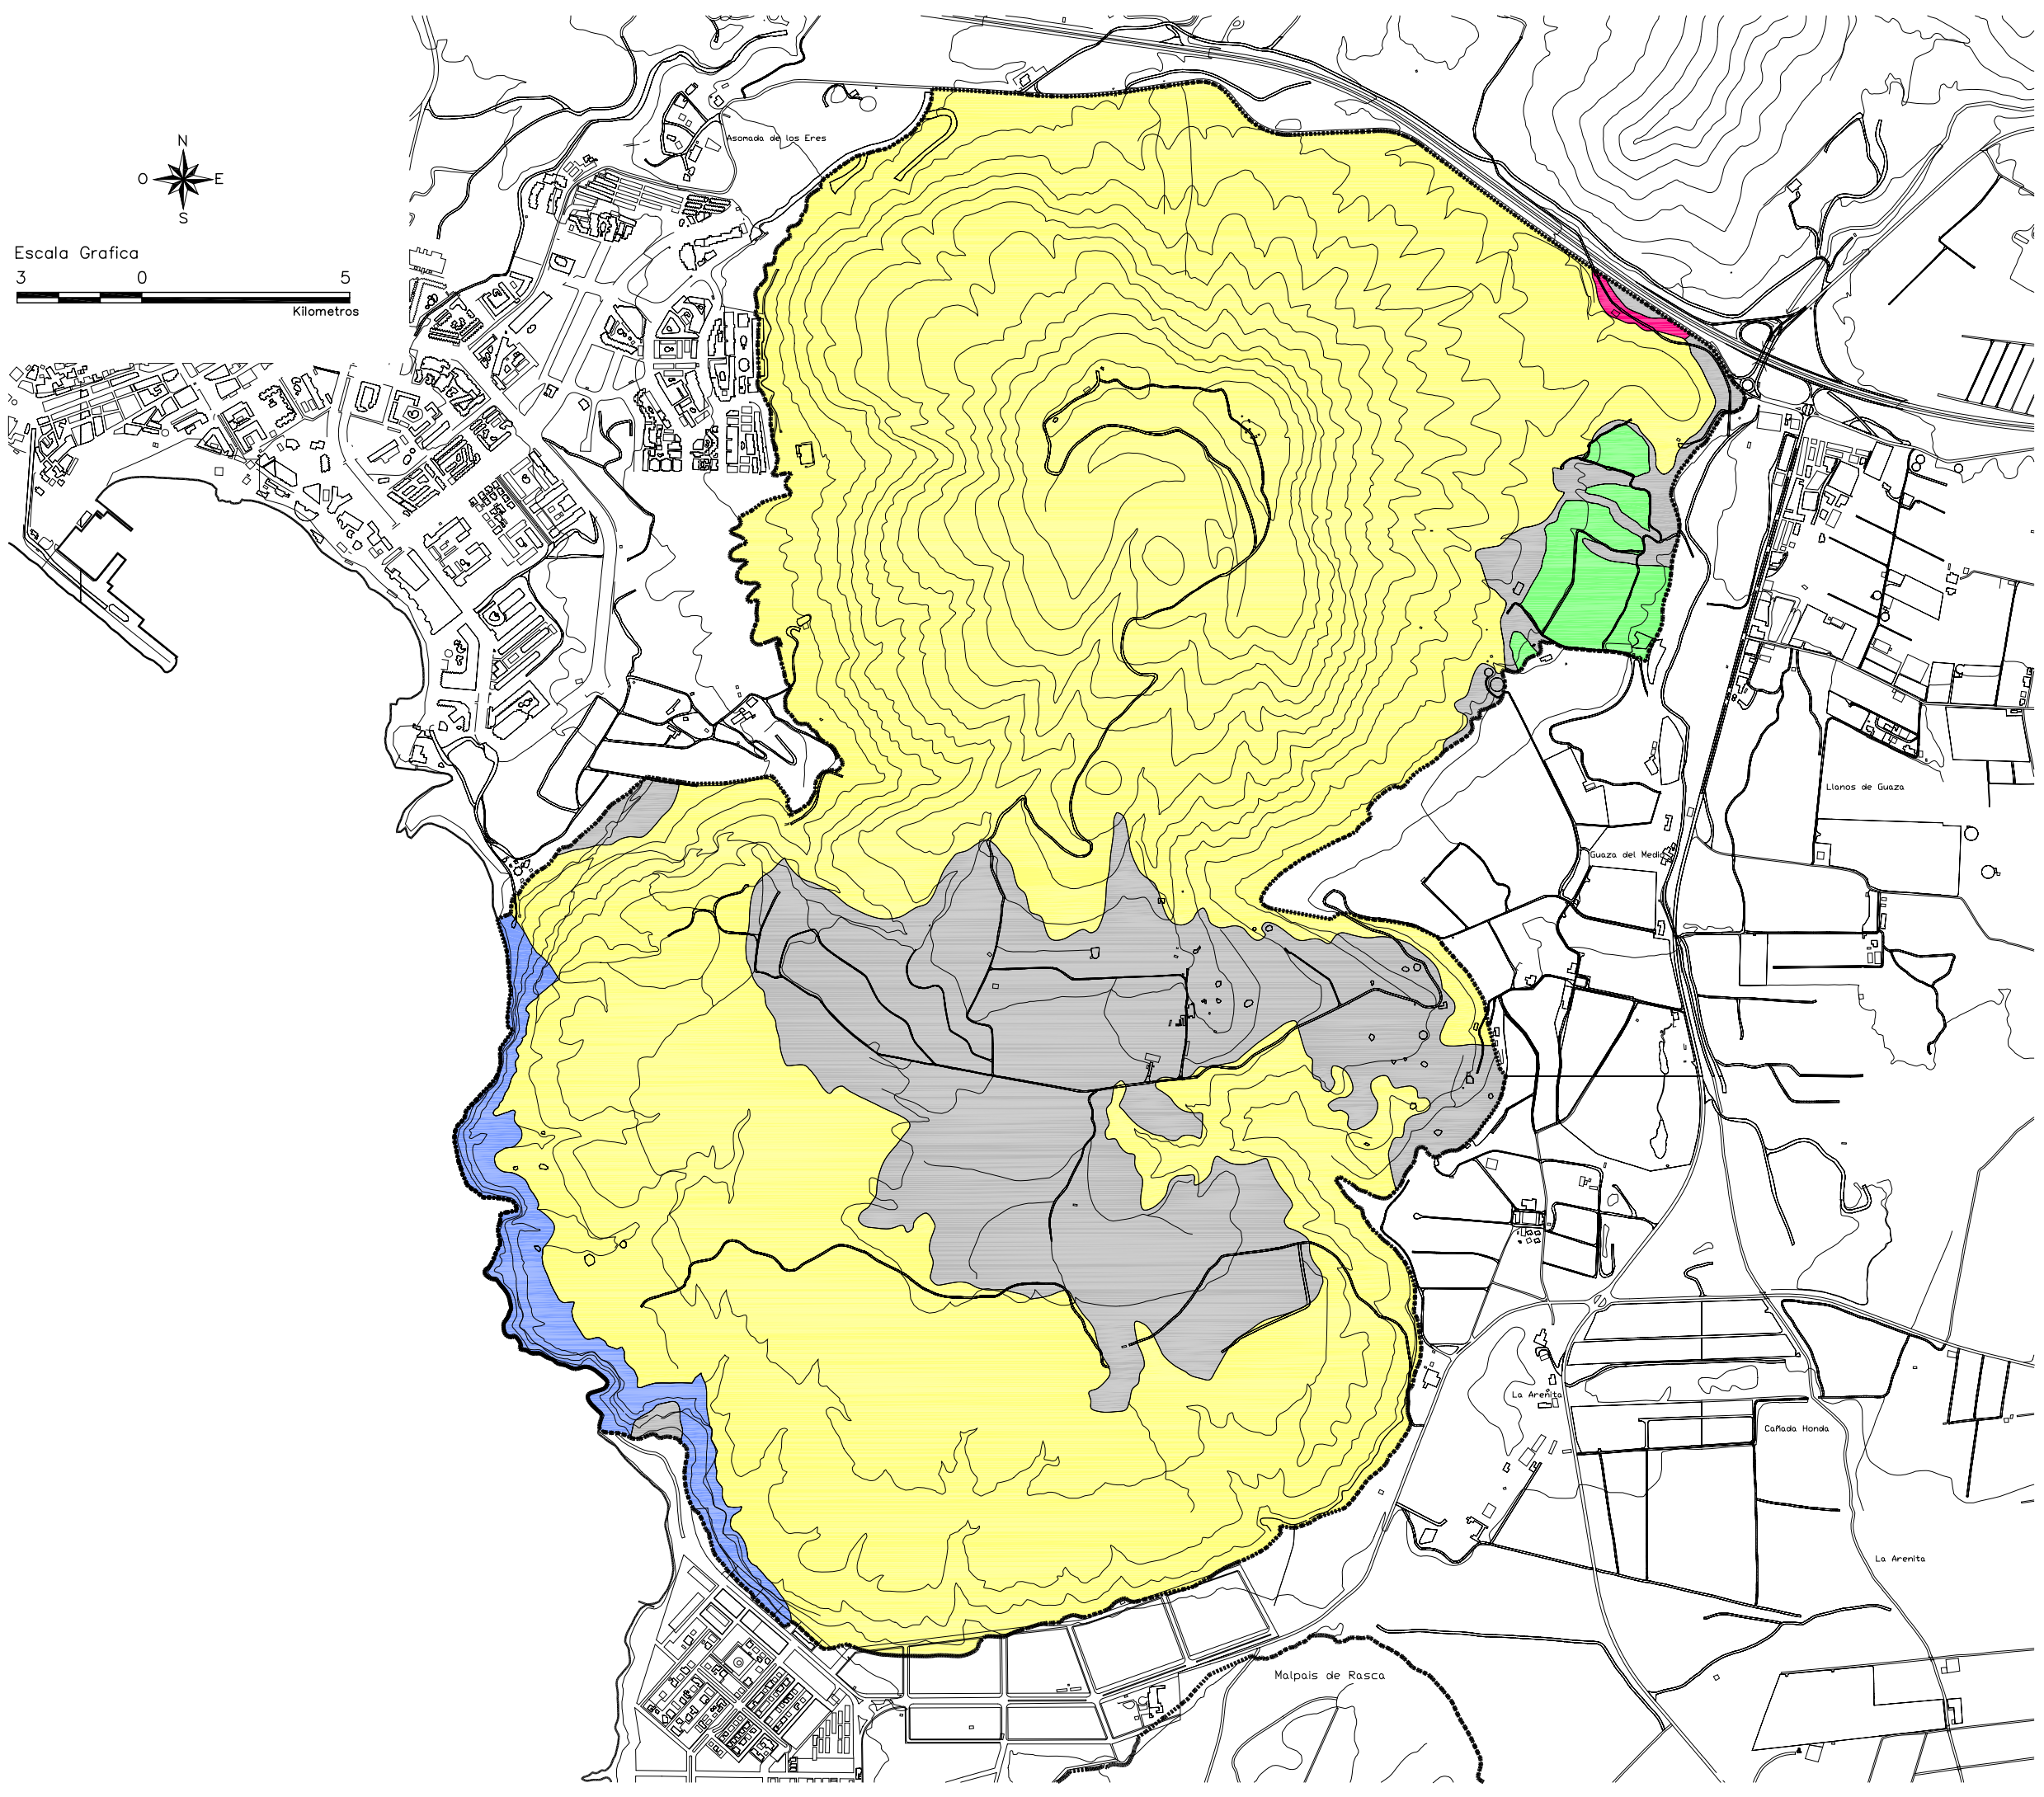 Asomada de los Eres
N
O
E
S
Escala Grafica
3 0 5
Kilometros
Llanos de Guaza
Guaza del Medio
La Arenita
Cañada Honda
La Arenita
Malpais de Rasca